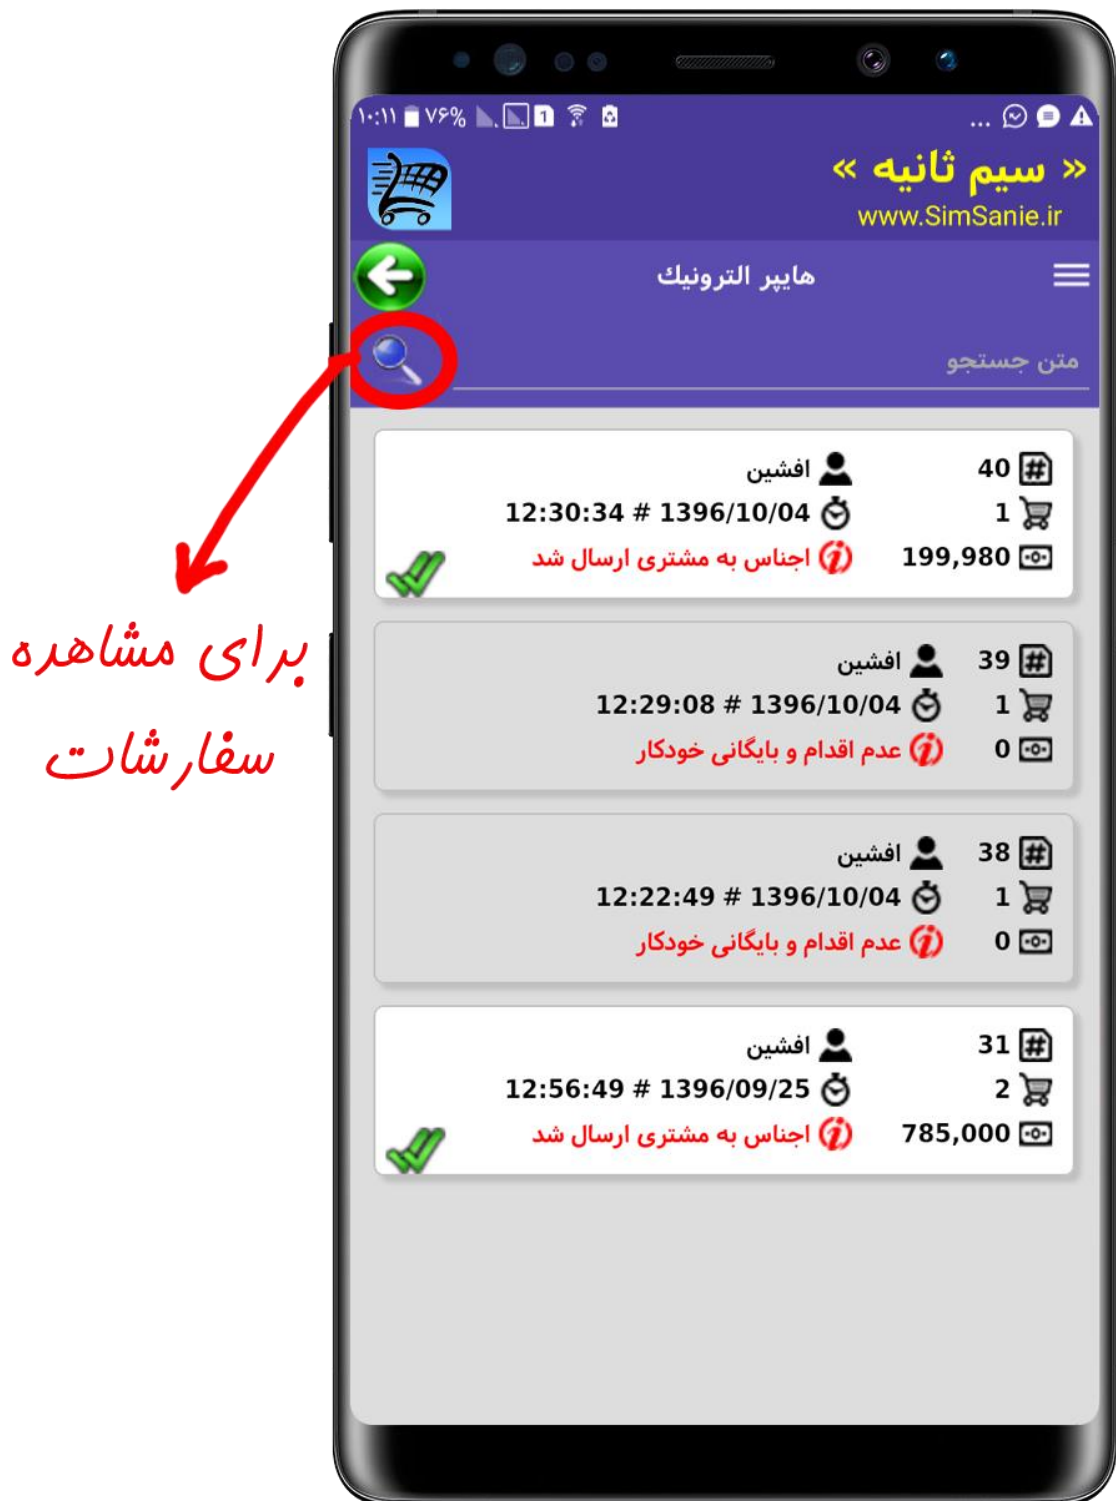 ۱۰:۱۱ ۷۶% 1 ...
« سیم ثانیه »
www.SimSanie.ir
هایپر الترونیك
متن جستجو
40 افشین
1 1396/10/04 # 12:30:34
199,980 اجناس به مشتری ارسال شد
39 افشین
1 1396/10/04 # 12:29:08
0 عدم اقدام و بایگانی خودکار
38 افشین
1 1396/10/04 # 12:22:49
0 عدم اقدام و بایگانی خودکار
31 افشین
2 1396/09/25 # 12:56:49
785,000 اجناس به مشتری ارسال شد
برای مشاهده
سفارشات